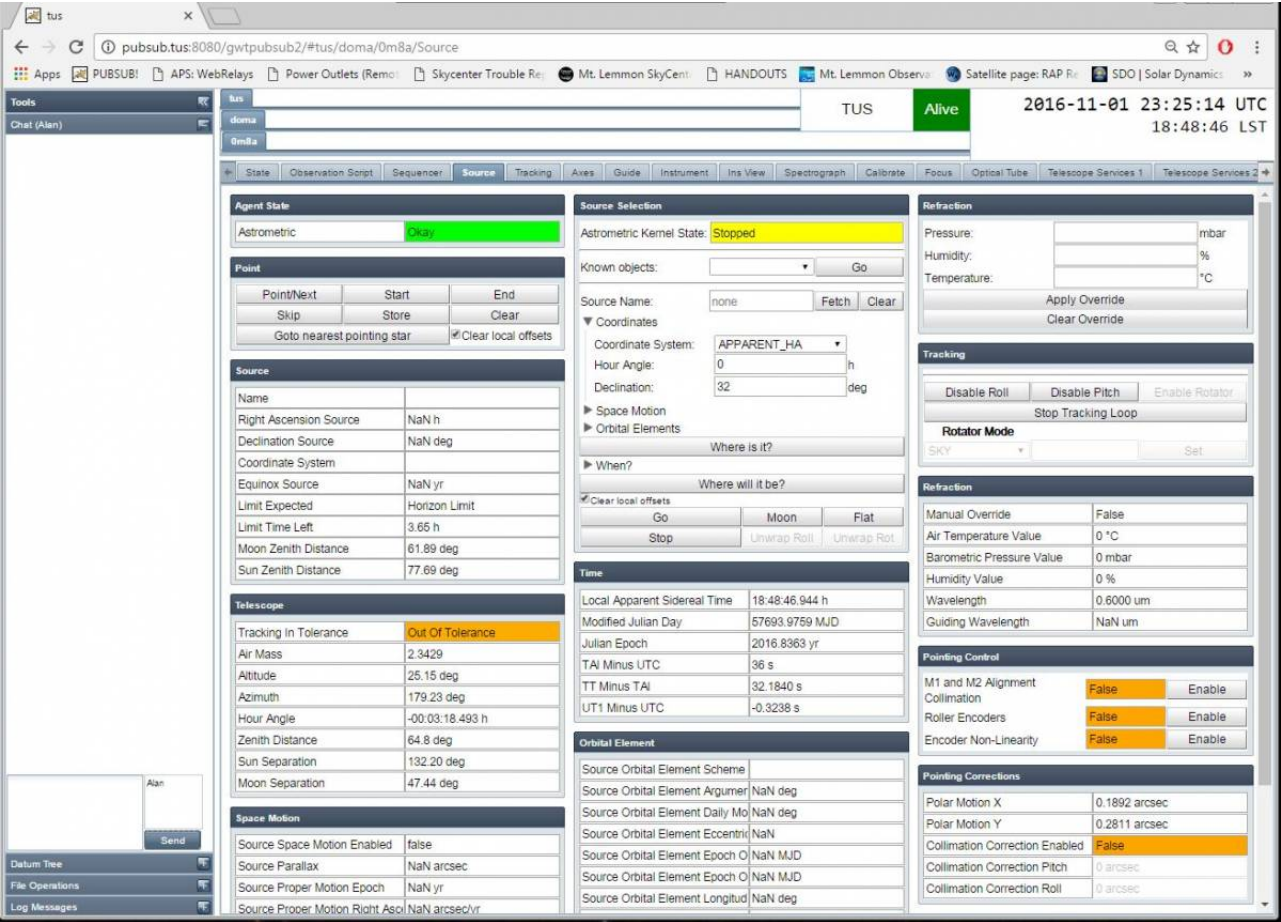 tus
pubsub.tus:8080/gwtpubsub2/#tus/doma/0m8a/Source
Apps PUBSUB! APS: WebRelays Power Outlets (Remo Skycenter Trouble Re Mt. Lemmon SkyCent HANDOUTS Mt. Lemmon Observa Satellite page: RAP Re SDO | Solar Dynamics »
Tools
Chat (Alan)
tus
doma
0m8a
TUS Alive
2016-11-01 23:25:14 UTC
18:48:46 LST
State Observation Script Sequencer Source Tracking Axes Guide Instrument Ins View Spectrograph Calibrate Focus Optical Tube Telescope Services 1 Telescope Services 2
Agent State
Astrometric Okay
Point
Point/Next Start End
Skip Store Clear
Goto nearest pointing star Clear local offsets
Source
Name
Right Ascension Source NaN h
Declination Source NaN deg
Coordinate System
Equinox Source NaN yr
Limit Expected Horizon Limit
Limit Time Left 3.65 h
Moon Zenith Distance 61.89 deg
Sun Zenith Distance 77.69 deg
Telescope
Tracking In Tolerance Out Of Tolerance
Air Mass 2.3429
Altitude 25.15 deg
Azimuth 179.23 deg
Hour Angle -00:03:18.493 h
Zenith Distance 64.8 deg
Sun Separation 132.20 deg
Moon Separation 47.44 deg
Space Motion
Source Space Motion Enabled false
Source Parallax NaN arcsec
Source Proper Motion Epoch NaN yr
Source Proper Motion Right Asc NaN arcsec/yr
Source Selection
Astrometric Kernel State: Stopped
Known objects: Go
Source Name: none Fetch Clear
Coordinates
Coordinate System: APPARENT_HA
Hour Angle: 0 h
Declination: 32 deg
Space Motion
Orbital Elements
Where is it?
When?
Where will it be?
Clear local offsets
Go Moon Flat
Stop Unwrap Roll Unwrap Rot
Time
Local Apparent Sidereal Time 18:48:46.944 h
Modified Julian Day 57693.9759 MJD
Julian Epoch 2016.8363 yr
TAI Minus UTC 36 s
TT Minus TAI 32.1840 s
UT1 Minus UTC -0.3238 s
Orbital Element
Source Orbital Element Scheme
Source Orbital Element Argumer NaN deg
Source Orbital Element Daily Mo NaN deg
Source Orbital Element Eccentric NaN
Source Orbital Element Epoch O NaN MJD
Source Orbital Element Epoch O NaN MJD
Source Orbital Element Longitud NaN deg
Refraction
Pressure: mbar
Humidity: %
Temperature: °C
Apply Override
Clear Override
Tracking
Disable Roll Disable Pitch Enable Rotator
Stop Tracking Loop
Rotator Mode
SKY Set
Refraction
Manual Override False
Air Temperature Value 0 °C
Barometric Pressure Value 0 mbar
Humidity Value 0 %
Wavelength 0.6000 um
Guiding Wavelength NaN um
Pointing Control
M1 and M2 Alignment
Collimation False Enable
Roller Encoders False Enable
Encoder Non-Linearity False Enable
Pointing Corrections
Polar Motion X 0.1892 arcsec
Polar Motion Y 0.2811 arcsec
Collimation Correction Enabled False
Collimation Correction Pitch 0 arcsec
Collimation Correction Roll 0 arcsec
Alan
Send
Datum Tree
File Operations
Log Messages